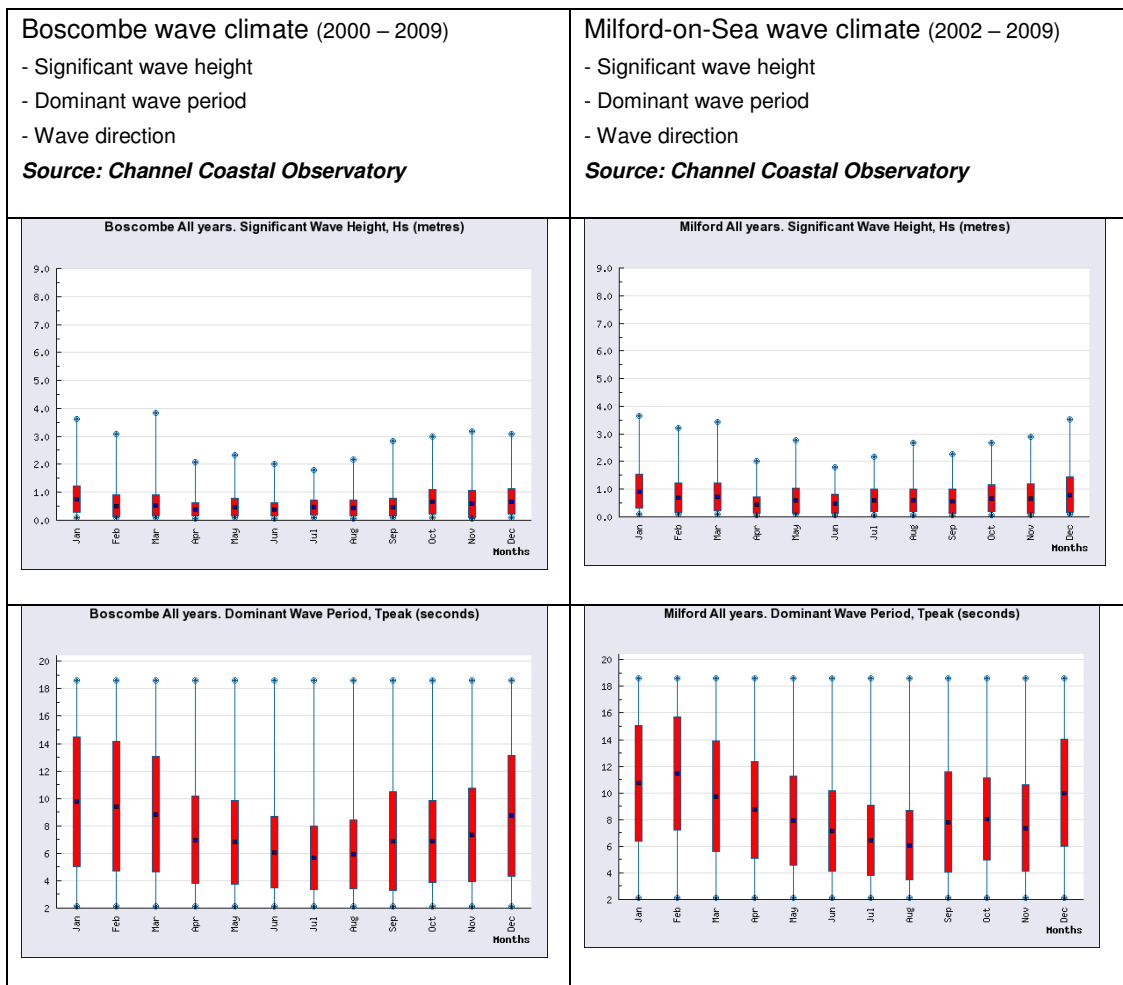 Boscombe wave climate (2000 – 2009)
- Significant wave height
- Dominant wave period
- Wave direction
Source: Channel Coastal Observatory
Milford-on-Sea wave climate (2002 – 2009)
- Significant wave height
- Dominant wave period
- Wave direction
Source: Channel Coastal Observatory
Boscombe All years. Significant Wave Height, Hs (metres)
9.0
8.0
7.0
6.0
5.0
4.0
3.0
2.0
1.0
0.0
Jan Feb Mar Apr May Jun Jul Aug Sep Oct Nov Dec
Months
Milford All years. Significant Wave Height, Hs (metres)
9.0
8.0
7.0
6.0
5.0
4.0
3.0
2.0
1.0
0.0
Jan Feb Mar Apr May Jun Jul Aug Sep Oct Nov Dec
Months
Boscombe All years. Dominant Wave Period, Tpeak (seconds)
20
18
16
14
12
10
8
6
4
2
Jan Feb Mar Apr May Jun Jul Aug Sep Oct Nov Dec
Months
Milford All years. Dominant Wave Period, Tpeak (seconds)
20
18
16
14
12
10
8
6
4
2
Jan Feb Mar Apr May Jun Jul Aug Sep Oct Nov Dec
Months